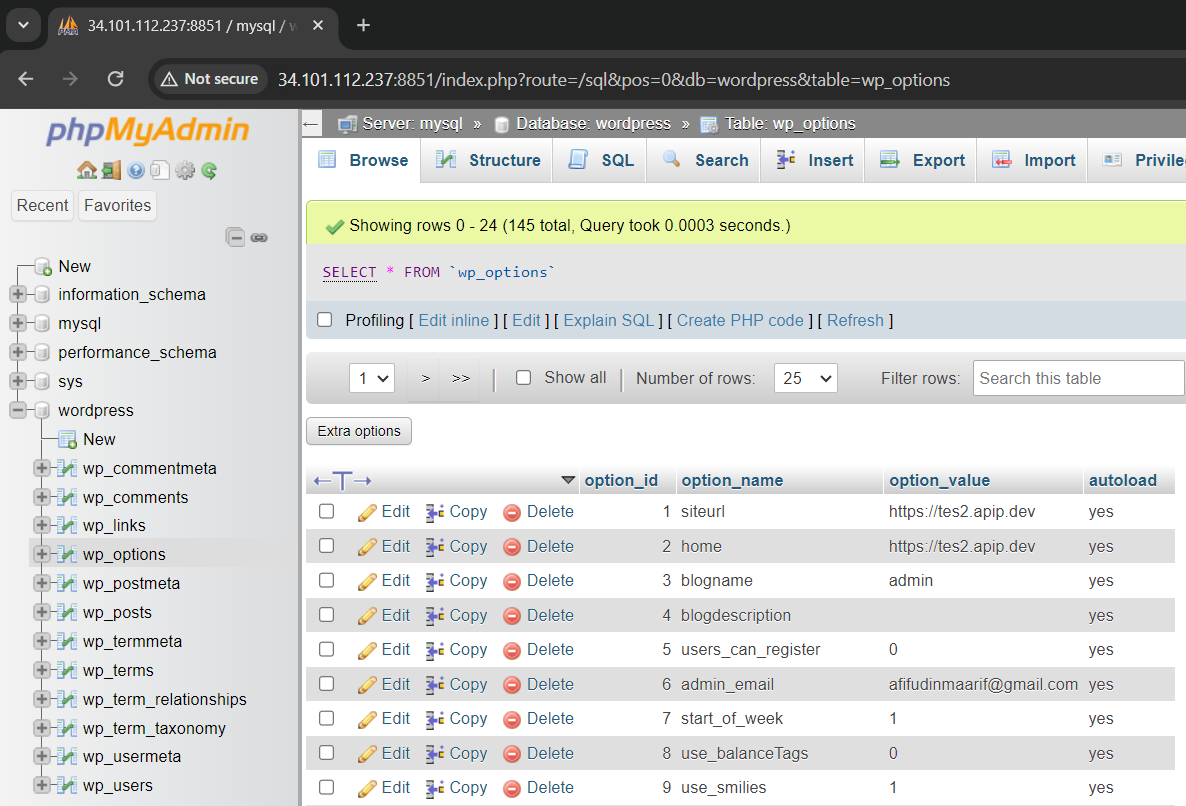 34.101.112.237:8851 / mysql / w
Not secure
34.101.112.237:8851/index.php?route=/sql&pos=0&db=wordpress&table=wp_options
phpMyAdmin
Recent
Favorites
New
information_schema
mysql
performance_schema
sys
wordpress
New
wp_commentmeta
wp_comments
wp_links
wp_options
wp_postmeta
wp_posts
wp_termmeta
wp_terms
wp_term_relationships
wp_term_taxonomy
wp_usermeta
wp_users
Server: mysql » Database: wordpress » Table: wp_options
Browse Structure SQL Search Insert Export Import Privile
Showing rows 0 - 24 (145 total, Query took 0.0003 seconds.)
SELECT * FROM `wp_options`
Profiling [ Edit inline ] [ Edit ] [ Explain SQL ] [ Create PHP code ] [ Refresh ]
1 > >> | Show all | Number of rows: 25 Filter rows: Search this table
Extra options
←T→ option_id option_name option_value autoload
Edit Copy Delete 1 siteurl https://tes2.apip.dev yes
Edit Copy Delete 2 home https://tes2.apip.dev yes
Edit Copy Delete 3 blogname admin yes
Edit Copy Delete 4 blogdescription yes
Edit Copy Delete 5 users_can_register 0 yes
Edit Copy Delete 6 admin_email afifudinmaarif@gmail.com yes
Edit Copy Delete 7 start_of_week 1 yes
Edit Copy Delete 8 use_balanceTags 0 yes
Edit Copy Delete 9 use_smilies 1 yes